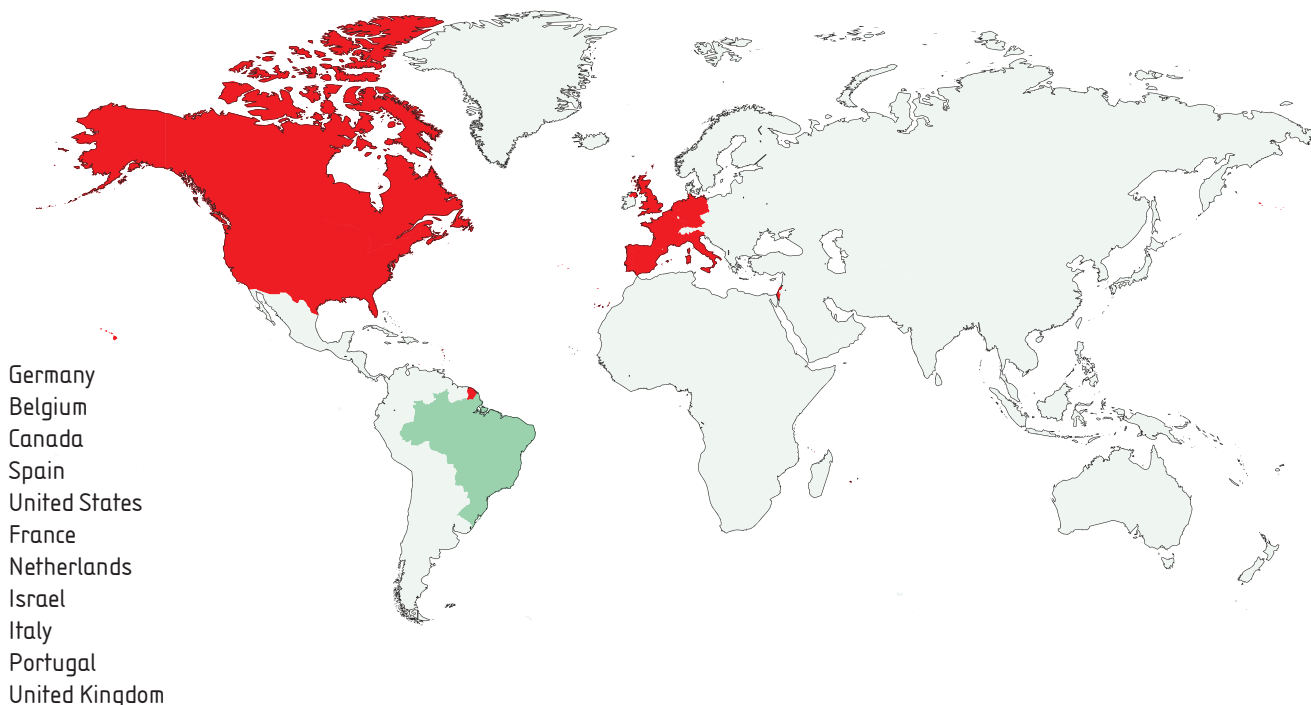 Germany
Belgium
Canada
Spain
United States
France
Netherlands
Israel
Italy
Portugal
United Kingdom